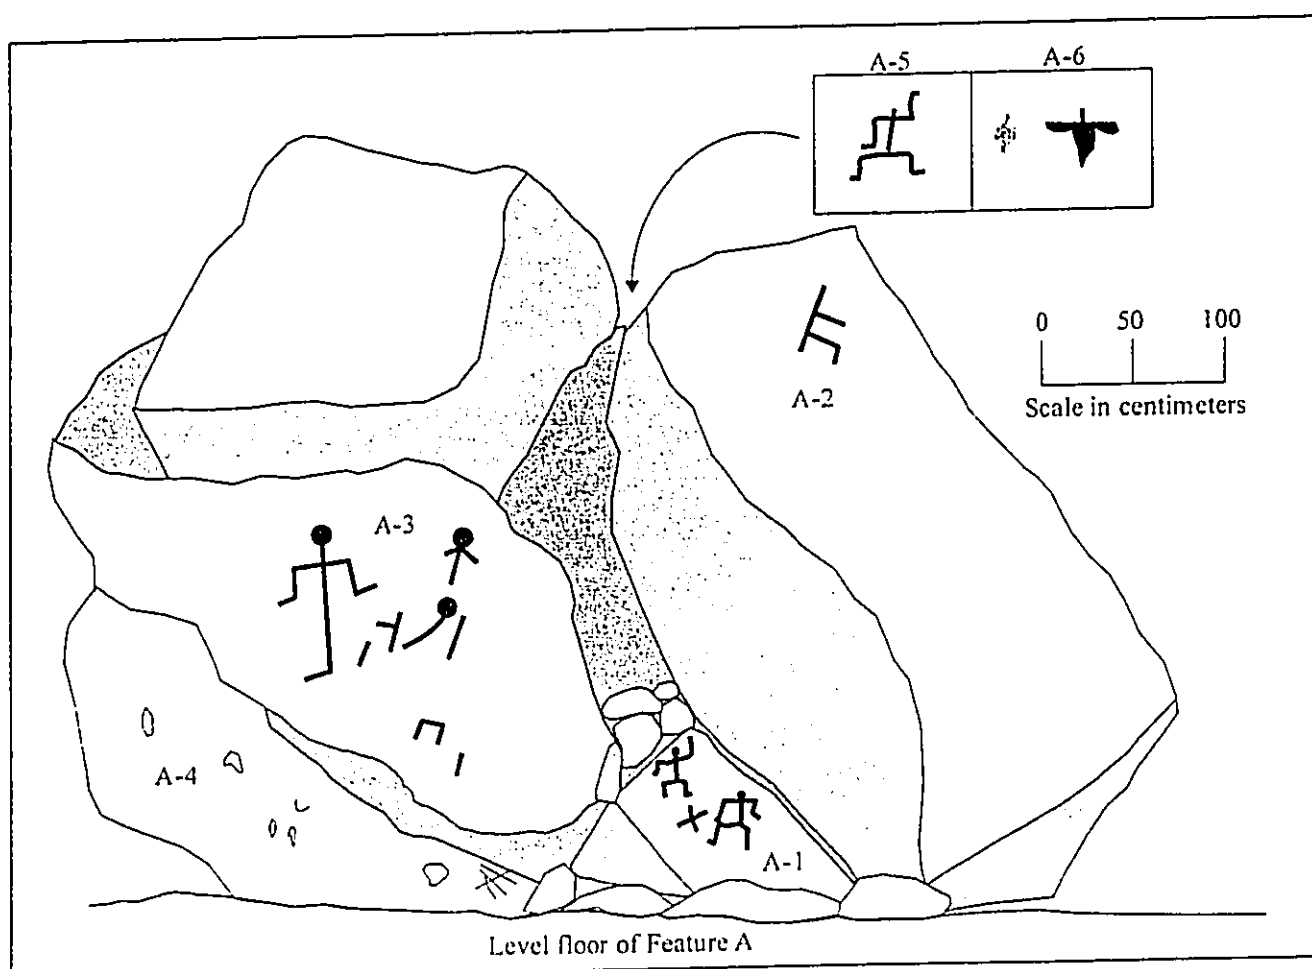 A-5 A-6
A-2
0 50 100
Scale in centimeters
A-3
A-4
A-1
Level floor of Feature A